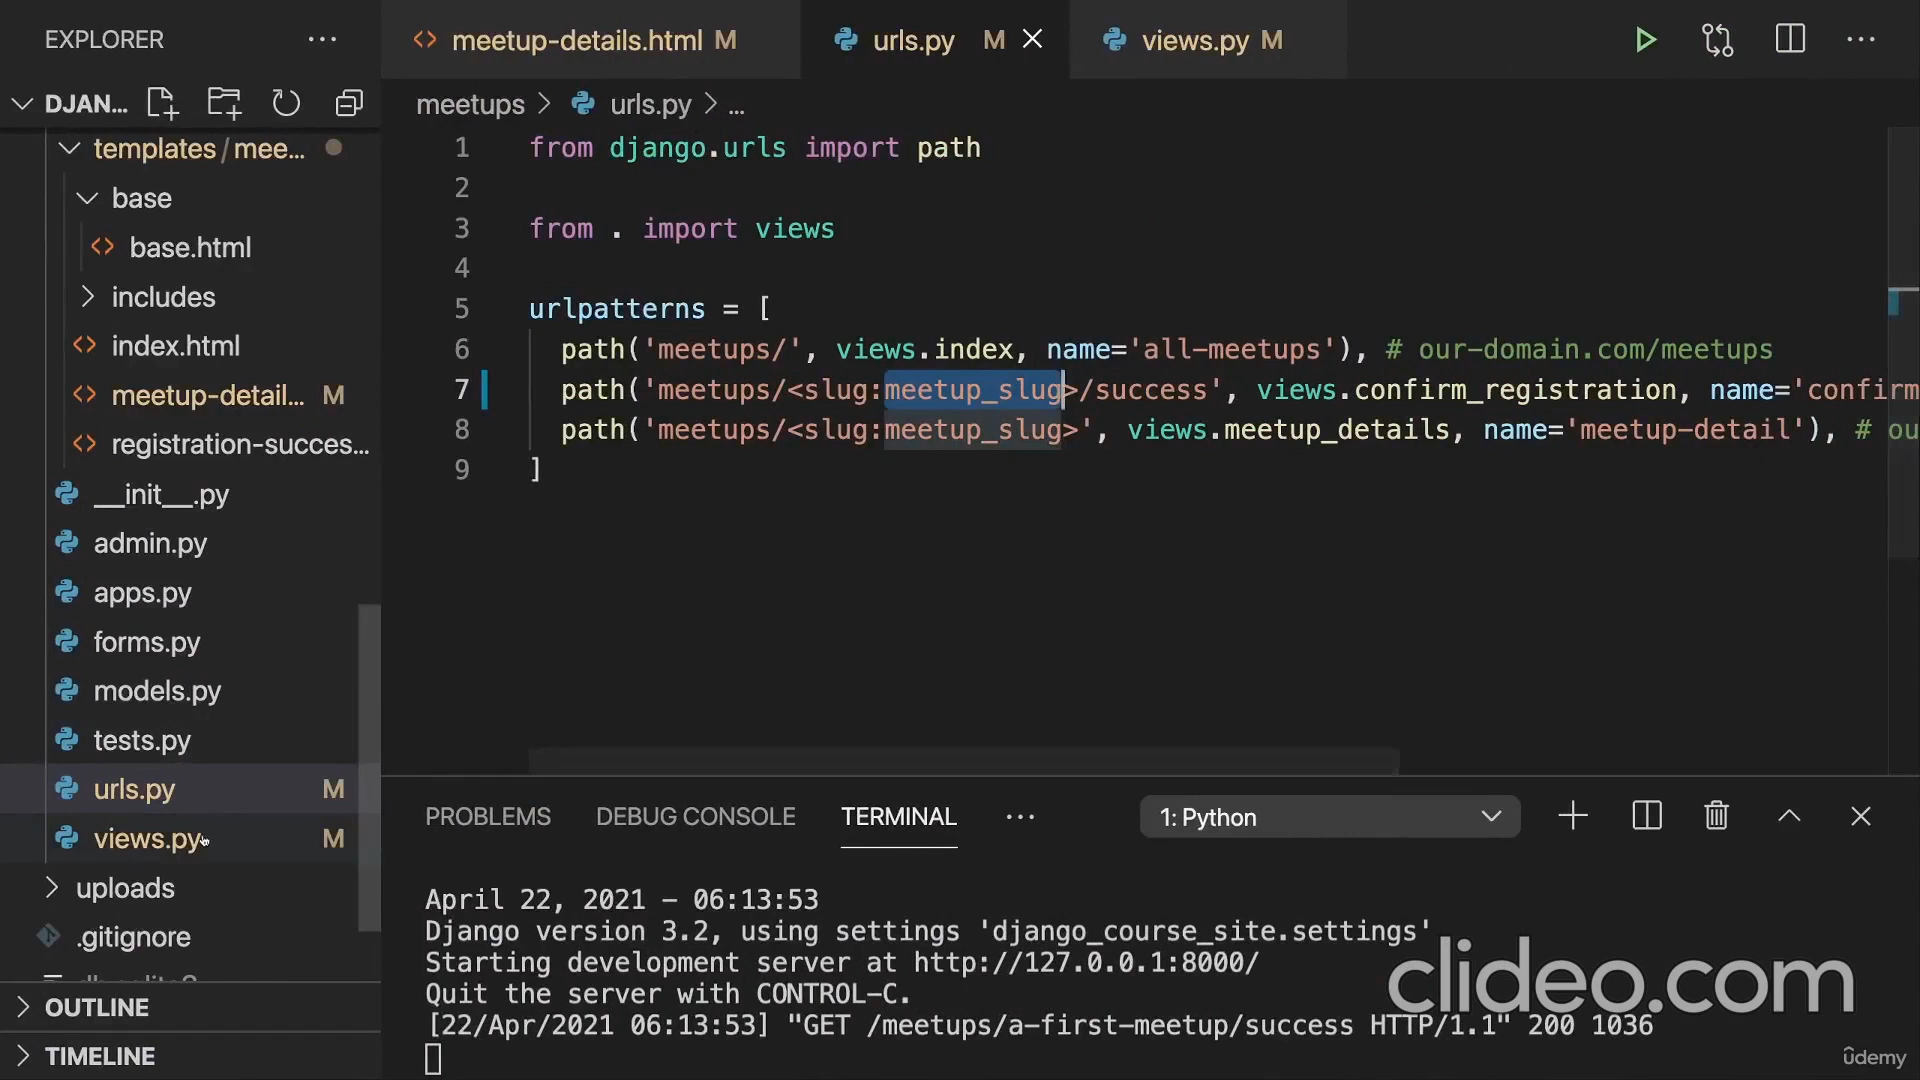 EXPLORER
DJAN...
templates/mee...
base
base.html
includes
index.html
meetup-detail... M
registration-succes...
__init__.py
admin.py
apps.py
forms.py
models.py
tests.py
urls.py M
views.py M
uploads
.gitignore
OUTLINE
TIMELINE
meetup-details.html M
urls.py M
views.py M
meetups > urls.py > ...
1 from django.urls import path
2
3 from . import views
4
5 urlpatterns = [
6 path('meetups/', views.index, name='all-meetups'), # our-domain.com/meetups
7 path('meetups/<slug:meetup_slug>/success', views.confirm_registration, name='confirm
8 path('meetups/<slug:meetup_slug>', views.meetup_details, name='meetup-detail'), # ou
9 ]
PROBLEMS DEBUG CONSOLE TERMINAL ... 1: Python
April 22, 2021 - 06:13:53
Django version 3.2, using settings 'django_course_site.settings'
Starting development server at http://127.0.0.1:8000/
Quit the server with CONTROL-C.
[22/Apr/2021 06:13:53] "GET /meetups/a-first-meetup/success HTTP/1.1" 200 1036
clideo.com
udemy